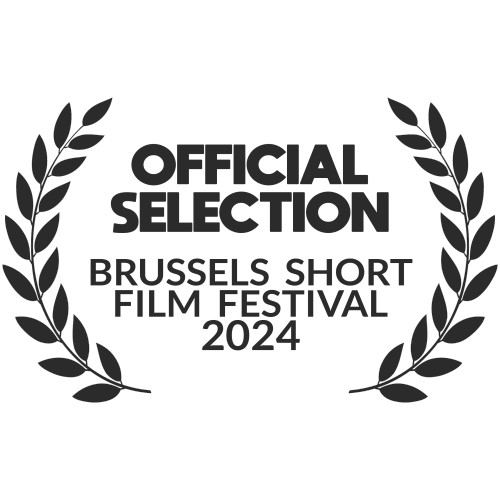 OFFICIAL
SELECTION
BRUSSELS SHORT
FILM FESTIVAL
2024